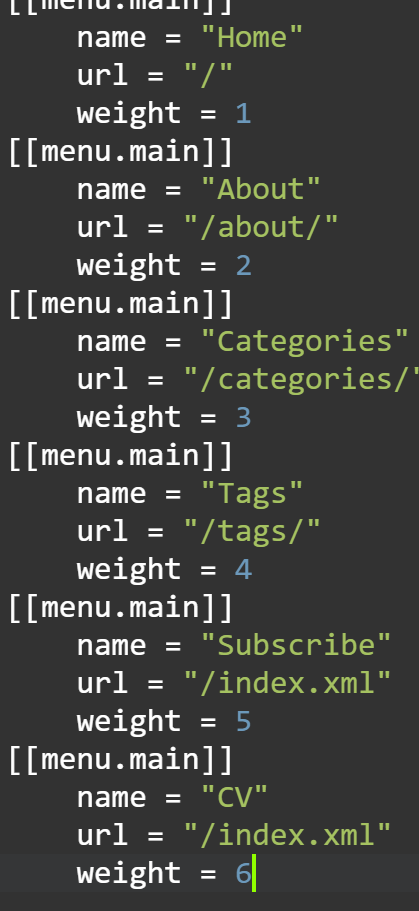 [[menu.main]]
name = "Home"
url = "/"
weight = 1
[[menu.main]]
name = "About"
url = "/about/"
weight = 2
[[menu.main]]
name = "Categories"
url = "/categories/"
weight = 3
[[menu.main]]
name = "Tags"
url = "/tags/"
weight = 4
[[menu.main]]
name = "Subscribe"
url = "/index.xml"
weight = 5
[[menu.main]]
name = "CV"
url = "/index.xml"
weight = 6